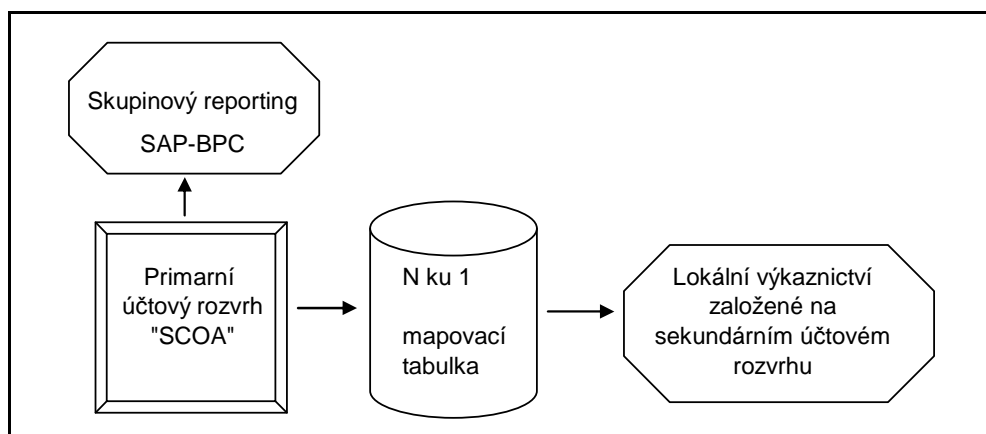 Skupinový reporting
SAP-BPC
Primarní
účtový rozvrh
"SCOA"
N ku 1
mapovací
tabulka
Lokální výkaznictví
založené na
sekundárním účtovém
rozvrhu